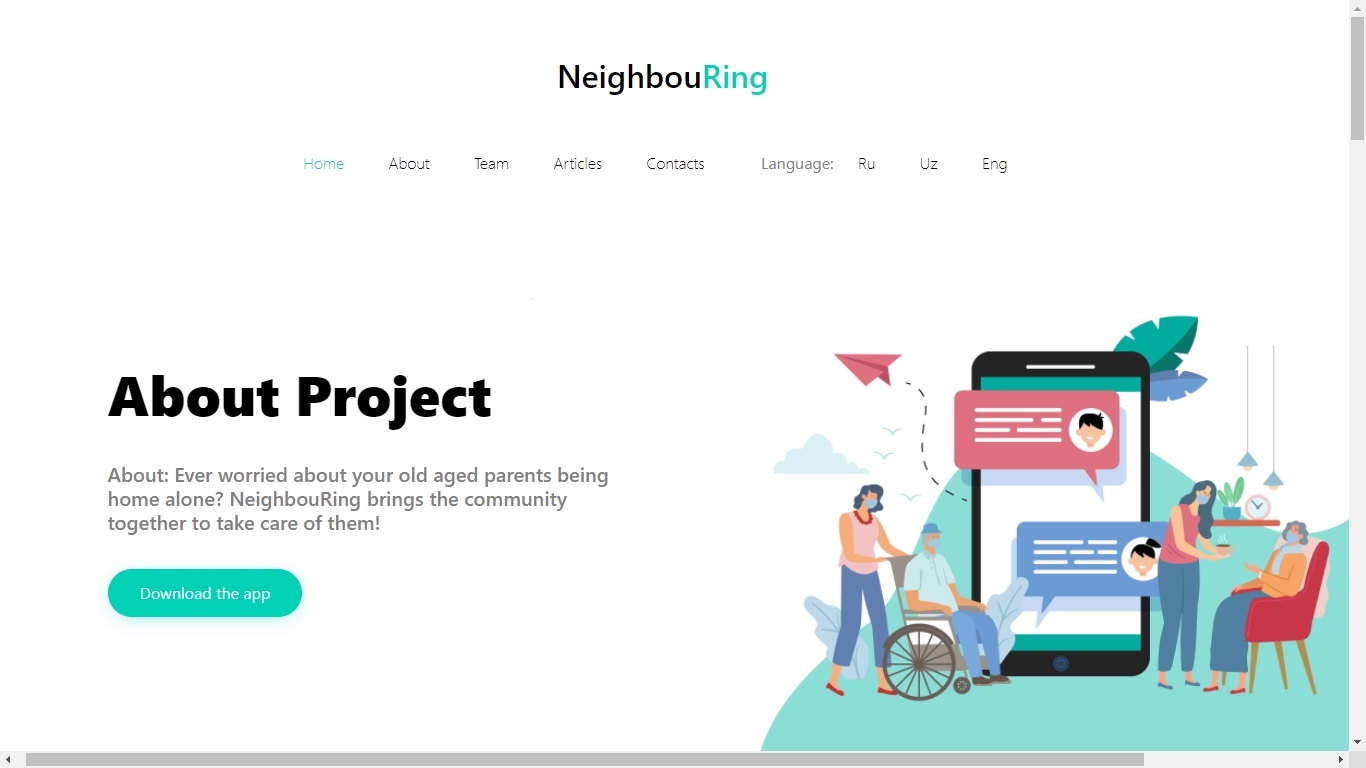 NeighbouRing
Home About Team Articles Contacts Language: Ru Uz Eng
About Project
About: Ever worried about your old aged parents being
home alone? NeighbouRing brings the community
together to take care of them!
Download the app